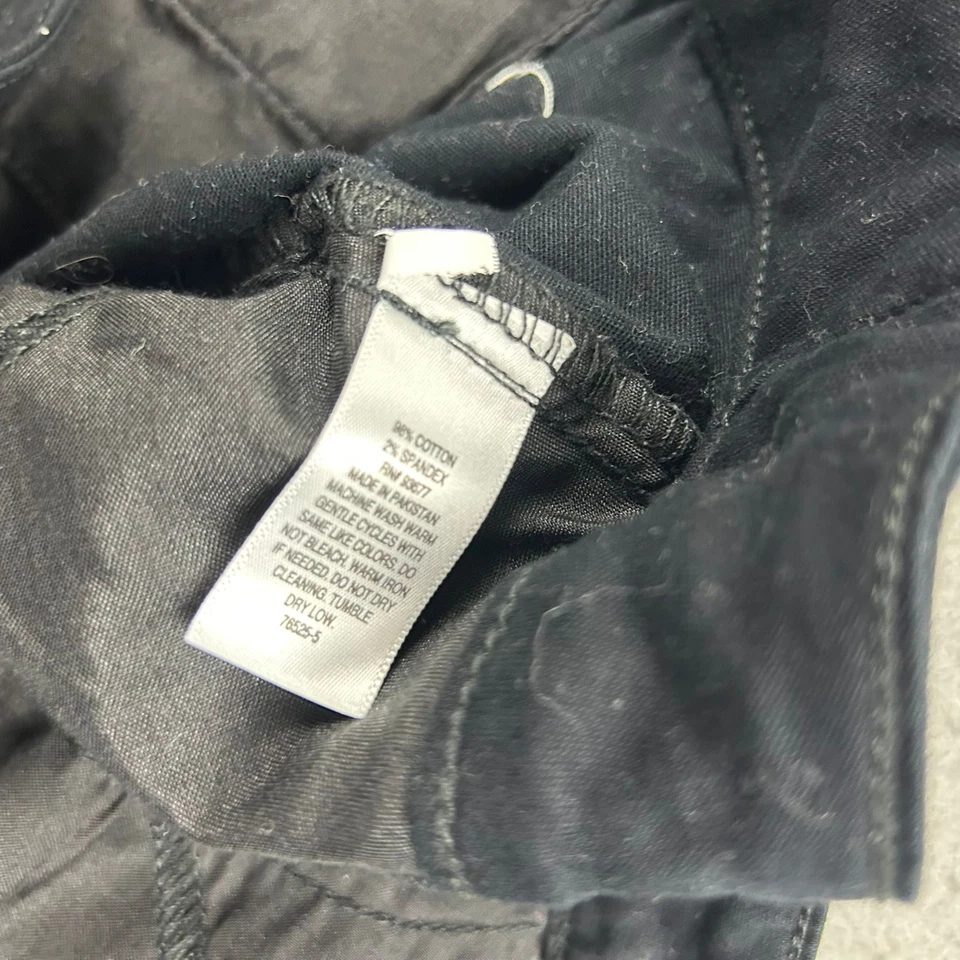 98% COTTON
2% SPANDEX
RN# 93677
MADE IN PAKISTAN
MACHINE WASH WARM
GENTLE CYCLES WITH
SAME LIKE COLORS, DO
NOT BLEACH, WARM IRON
IF NEEDED, DO NOT DRY
CLEANING, TUMBLE
DRY LOW.
76525-5